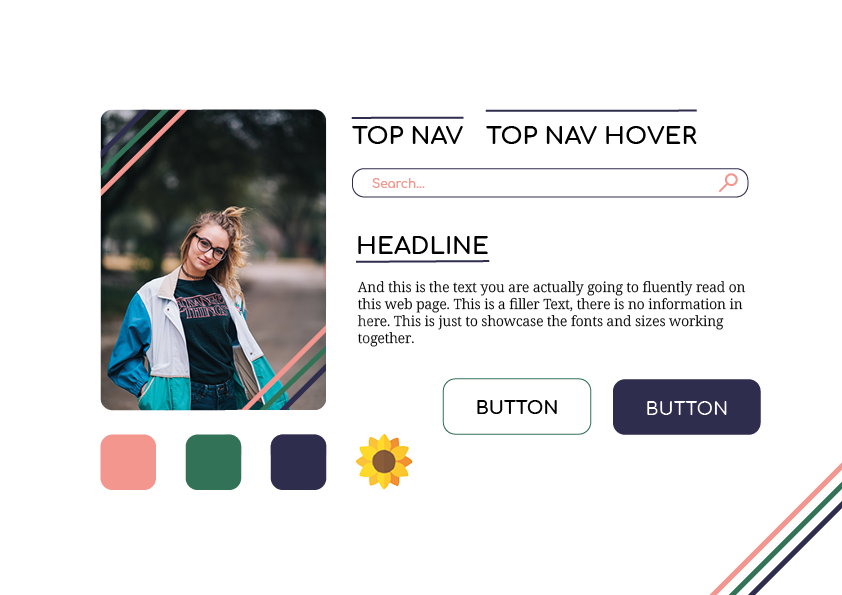 TOP NAV TOP NAV HOVER
Search...
STRANGER
THINGS
HEADLINE
And this is the text you are actually going to fluently read on
this web page. This is a filler Text, there is no information in
here. This is just to showcase the fonts and sizes working
together.
BUTTON BUTTON